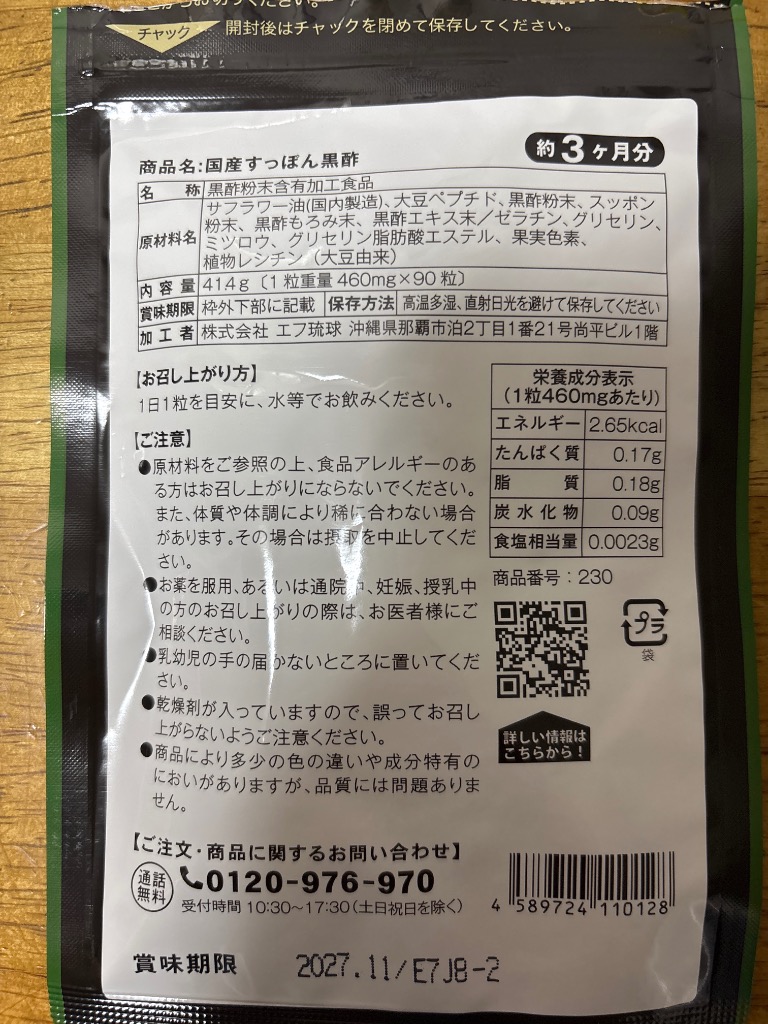 チャック 開封後はチャックを閉めて保存してください。
約3ヶ月分
商品名:国産すっぽん黒酢
名称 黒酢粉末含有加工食品
原材料名 サフラワー油(国内製造)、大豆ペプチド、黒酢粉末、スッポン
粉末、黒酢もろみ末、黒酢エキス末／ゼラチン、グリセリン、
ミツロウ、グリセリン脂肪酸エステル、果実色素、
植物レシチン（大豆由来）
内容量 41.4g〔1粒重量 460mg×90粒〕
賞味期限 枠外下部に記載 保存方法 高温多湿、直射日光を避けて保存してください
加工者 株式会社 エフ琉球 沖縄県那覇市泊2丁目1番21号尚平ビル1階
【お召し上がり方】
1日1粒を目安に、水等でお飲みください。
【ご注意】
●原材料をご参照の上、食品アレルギーのあ
る方はお召し上がりにならないでください。
また、体質や体調により稀に合わない場合
があります。その場合は摂取を中止してくだ
さい。
●お薬を服用、あるいは通院中、妊娠、授乳中
の方のお召し上がりの際は、お医者様にご
相談ください。
●乳幼児の手の届かないところに置いてくだ
さい。
●乾燥剤が入っていますので、誤ってお召し
上がらないようご注意ください。
●商品により多少の色の違いや成分特有の
においがありますが、品質には問題ありま
せん。
栄養成分表示
(1粒460mgあたり)
エネルギー 2.65kcal
たんぱく質 0.17g
脂質 0.18g
炭水化物 0.09g
食塩相当量 0.0023g
商品番号：230
プラ
袋
詳しい情報は
こちらから！
【ご注文・商品に関するお問い合わせ】
通話
無料
0120-976-970
受付時間 10:30〜17:30(土日祝日を除く)
4 589724 110128
賞味期限 2027.11/E7J8-2